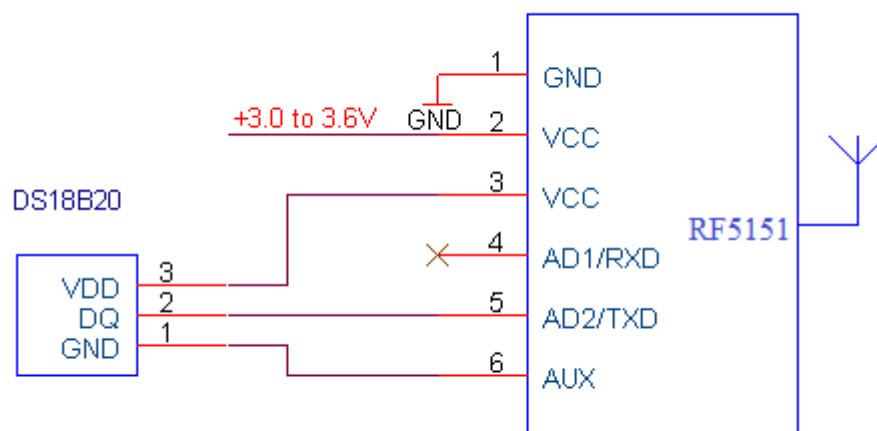 1 GND
+3.0 to 3.6V GND 2 VCC
3 VCC
DS18B20
RF5151
4 AD1/RXD
VDD 3
DQ 2 5 AD2/TXD
GND 1
6 AUX